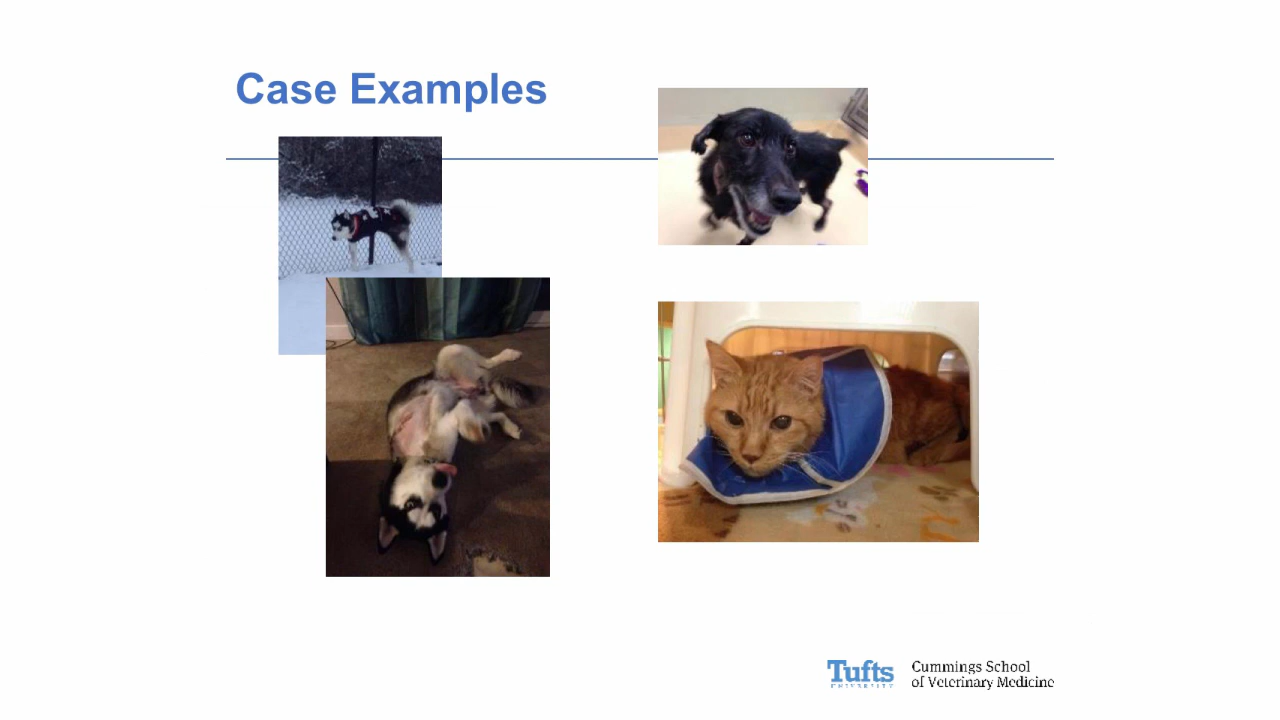 Case Examples
Tufts
UNIVERSITY
Cummings School
of Veterinary Medicine